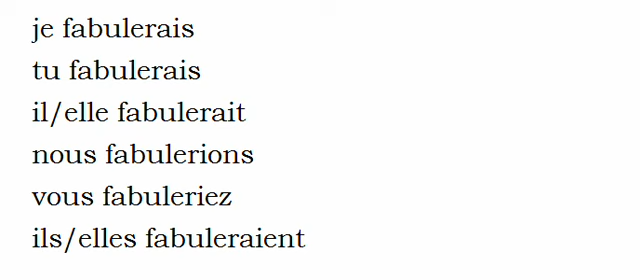 je fabulerais
tu fabulerais
il/elle fabulerait
nous fabulerions
vous fabuleriez
ils/elles fabuleraient